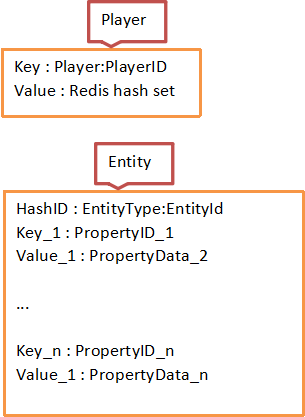 Player
Key : Player:PlayerID
Value : Redis hash set
Entity
HashID : EntityType:EntityId
Key_1 : PropertyID_1
Value_1 : PropertyData_2
...
Key_n : PropertyID_n
Value_1 : PropertyData_n